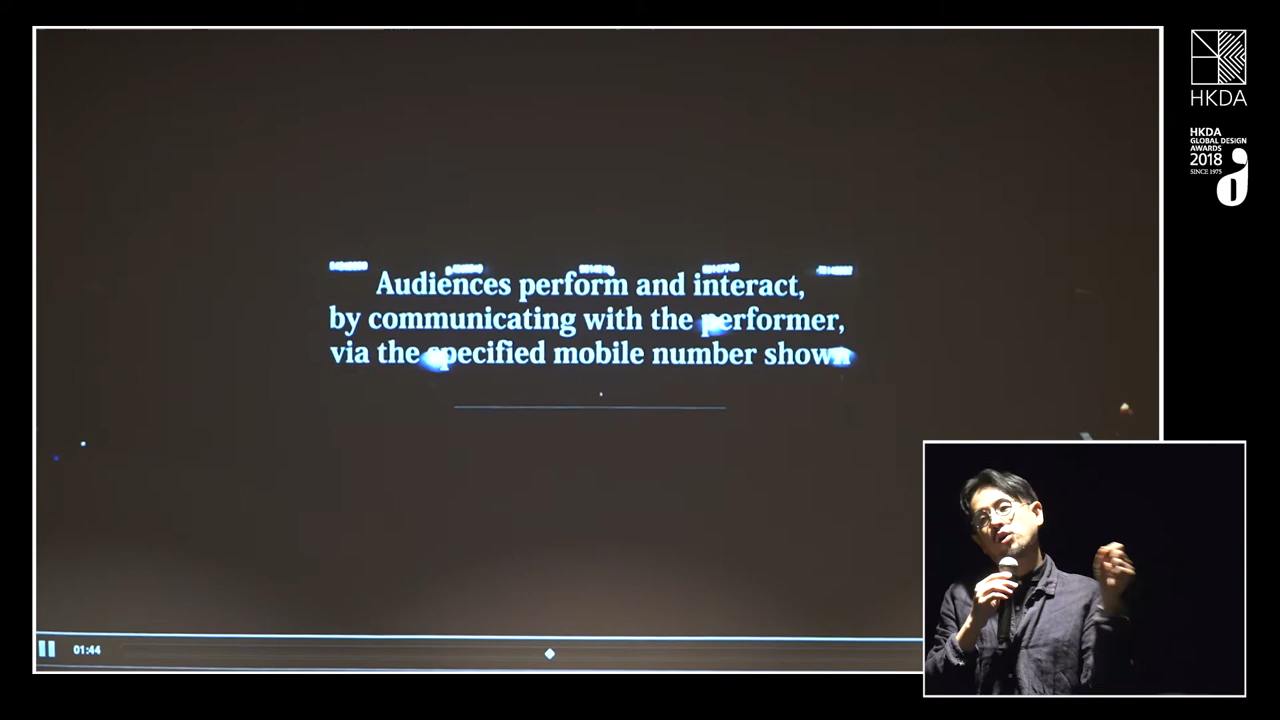 HKDA
HKDA
GLOBAL DESIGN
AWARDS
2018
SINCE 1975
Audiences perform and interact,
by communicating with the performer,
via the specified mobile number shown
01:44